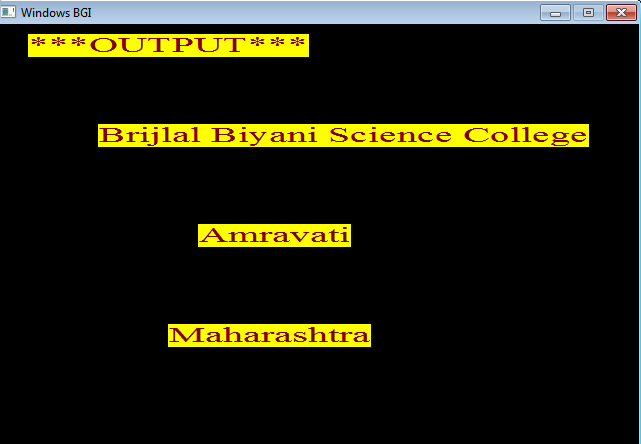 Windows BGI
***OUTPUT***
Brijlal Biyani Science College
Amravati
Maharashtra